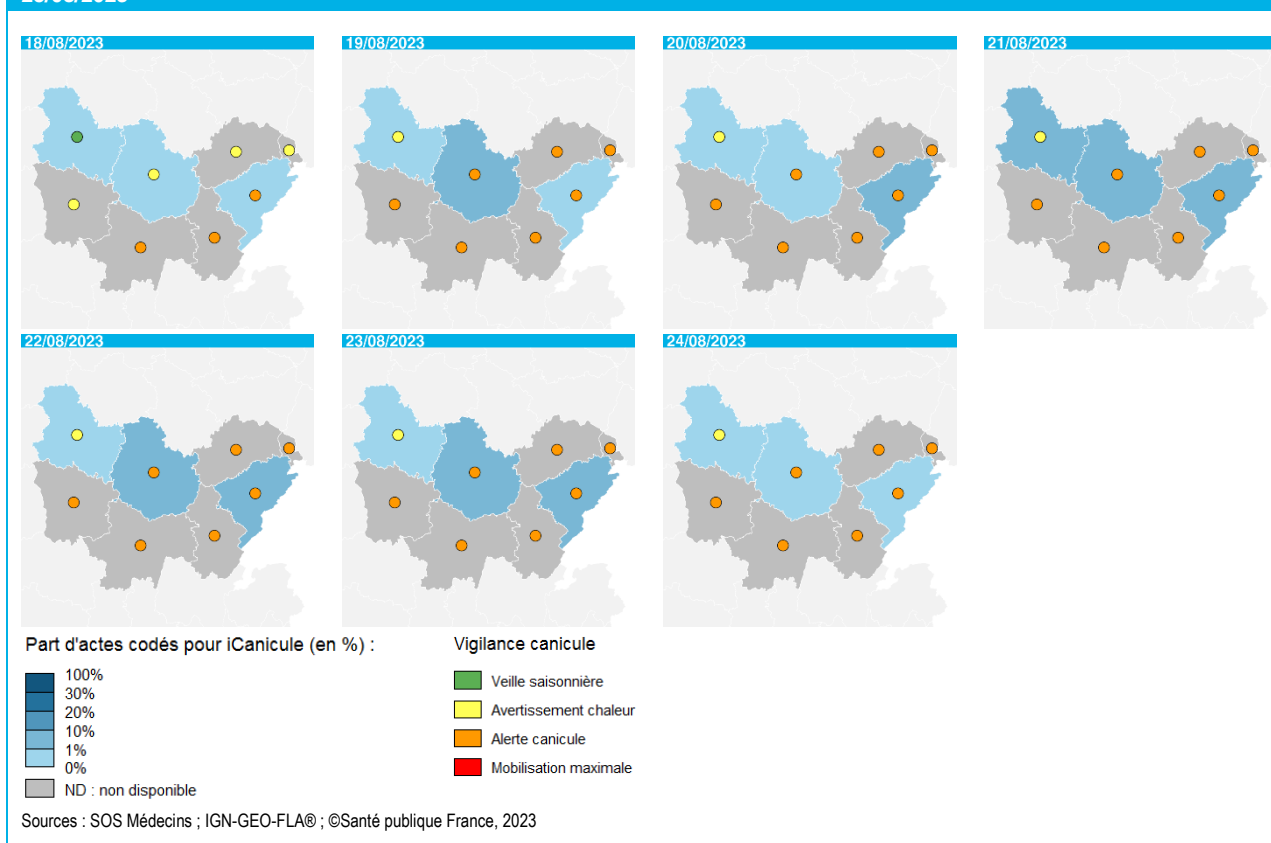 18/08/2023
19/08/2023
20/08/2023
21/08/2023
22/08/2023
23/08/2023
24/08/2023
Part d'actes codés pour iCanicule (en %) :
100%
30%
20%
10%
1%
0%
ND : non disponible
Vigilance canicule
Veille saisonnière
Avertissement chaleur
Alerte canicule
Mobilisation maximale
Sources : SOS Médecins ; IGN-GEO-FLA® ; ©Santé publique France, 2023